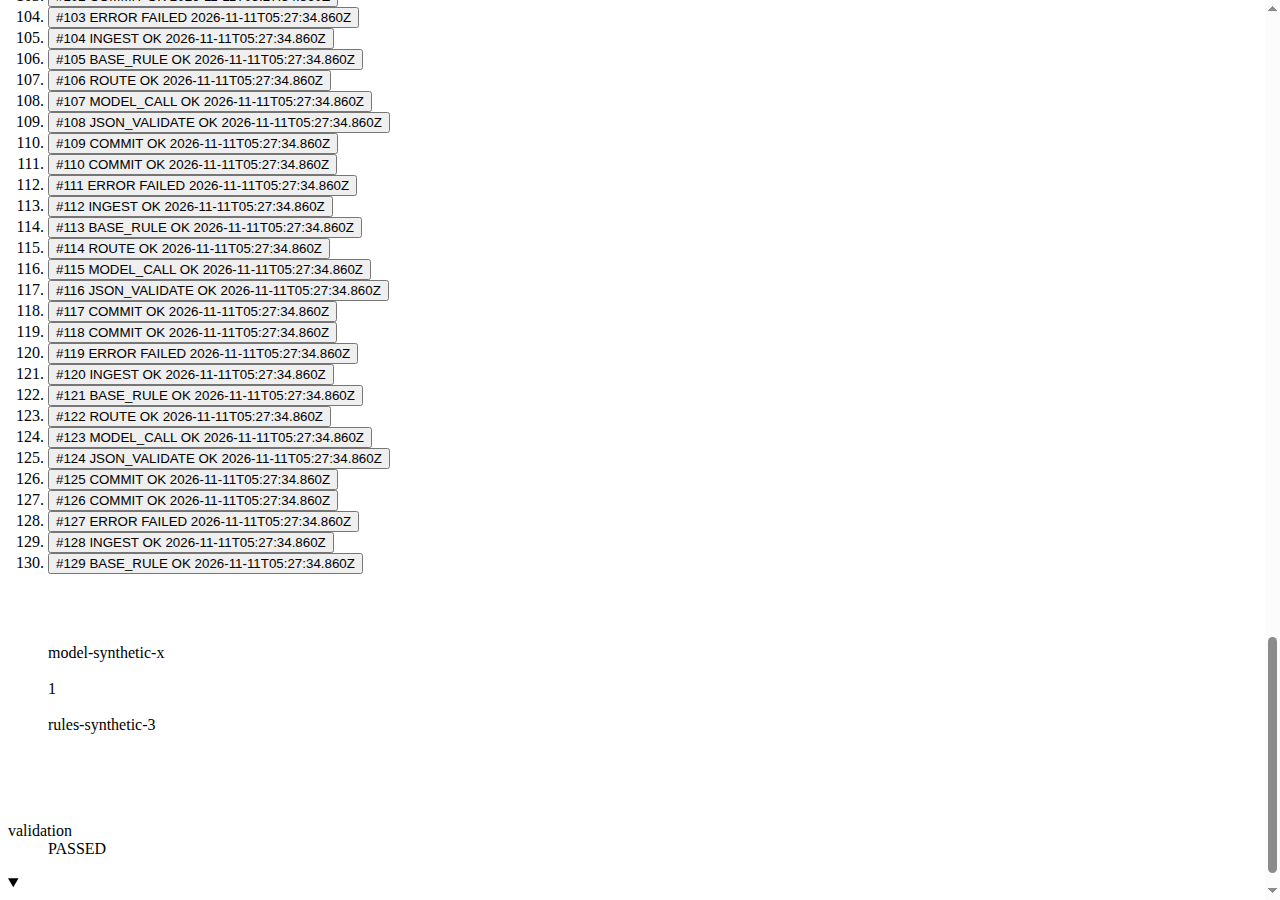 104. #103 ERROR FAILED 2026-11-11T05:27:34.860Z
105. #104 INGEST OK 2026-11-11T05:27:34.860Z
106. #105 BASE_RULE OK 2026-11-11T05:27:34.860Z
107. #106 ROUTE OK 2026-11-11T05:27:34.860Z
108. #107 MODEL_CALL OK 2026-11-11T05:27:34.860Z
109. #108 JSON_VALIDATE OK 2026-11-11T05:27:34.860Z
110. #109 COMMIT OK 2026-11-11T05:27:34.860Z
111. #110 COMMIT OK 2026-11-11T05:27:34.860Z
112. #111 ERROR FAILED 2026-11-11T05:27:34.860Z
113. #112 INGEST OK 2026-11-11T05:27:34.860Z
114. #113 BASE_RULE OK 2026-11-11T05:27:34.860Z
115. #114 ROUTE OK 2026-11-11T05:27:34.860Z
116. #115 MODEL_CALL OK 2026-11-11T05:27:34.860Z
117. #116 JSON_VALIDATE OK 2026-11-11T05:27:34.860Z
118. #117 COMMIT OK 2026-11-11T05:27:34.860Z
119. #118 COMMIT OK 2026-11-11T05:27:34.860Z
120. #119 ERROR FAILED 2026-11-11T05:27:34.860Z
121. #120 INGEST OK 2026-11-11T05:27:34.860Z
122. #121 BASE_RULE OK 2026-11-11T05:27:34.860Z
123. #122 ROUTE OK 2026-11-11T05:27:34.860Z
124. #123 MODEL_CALL OK 2026-11-11T05:27:34.860Z
125. #124 JSON_VALIDATE OK 2026-11-11T05:27:34.860Z
126. #125 COMMIT OK 2026-11-11T05:27:34.860Z
127. #126 COMMIT OK 2026-11-11T05:27:34.860Z
128. #127 ERROR FAILED 2026-11-11T05:27:34.860Z
129. #128 INGEST OK 2026-11-11T05:27:34.860Z
130. #129 BASE_RULE OK 2026-11-11T05:27:34.860Z
model-synthetic-x
1
rules-synthetic-3
validation
PASSED